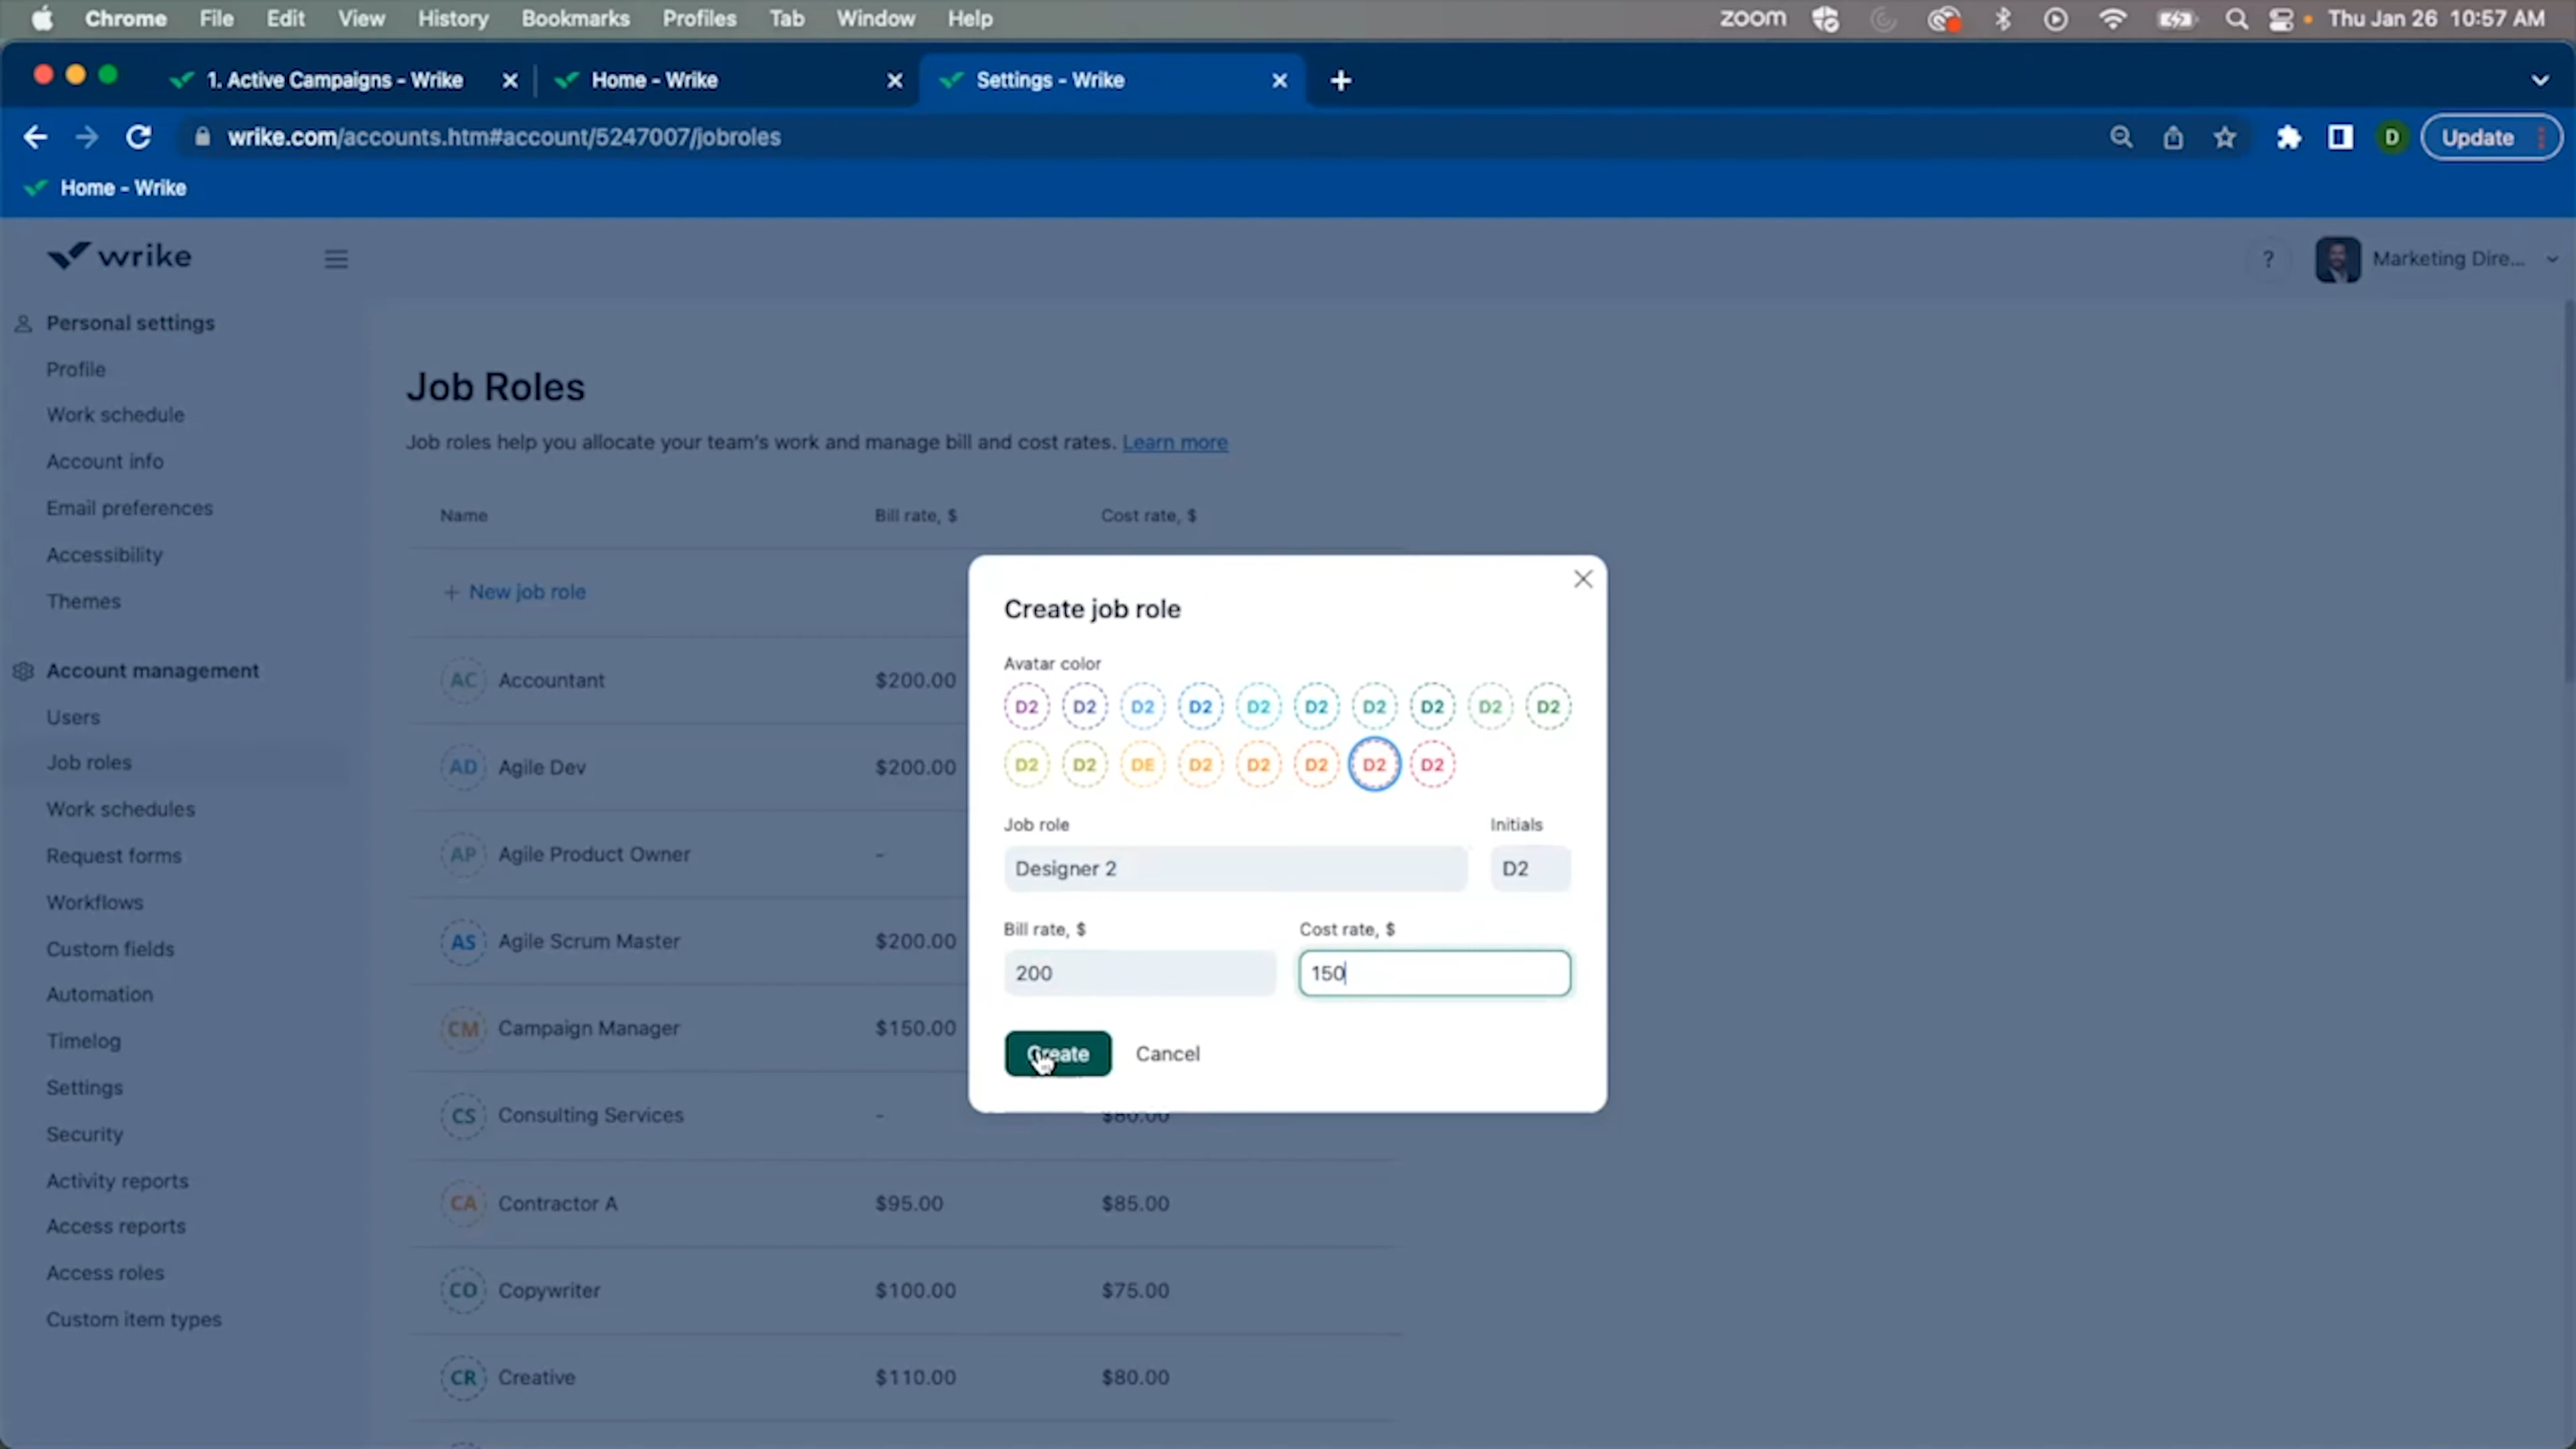 Chrome File Edit View History Bookmarks Profiles Tab Window Help zoom Thu Jan 26 10:57 AM
1. Active Campaigns - Wrike Home - Wrike Settings - Wrike
wrike.com/accounts.htm#account/5247007/jobroles D Update
Home - Wrike
wrike ? Marketing Dire...
Personal settings
Profile
Work schedule
Account info
Email preferences
Accessibility
Themes
Account management
Users
Job roles
Work schedules
Request forms
Workflows
Custom fields
Automation
Timelog
Settings
Security
Activity reports
Access reports
Access roles
Custom item types
Job Roles
Job roles help you allocate your team's work and manage bill and cost rates. Learn more
Name Bill rate, $ Cost rate, $
+ New job role
AC Accountant $200.00
AD Agile Dev $200.00
AP Agile Product Owner -
AS Agile Scrum Master $200.00
CM Campaign Manager $150.00
CS Consulting Services - $80.00
CA Contractor A $95.00 $85.00
CO Copywriter $100.00 $75.00
CR Creative $110.00 $80.00
Create job role
Avatar color
D2 D2 D2 D2 D2 D2 D2 D2 D2 D2
D2 D2 DE D2 D2 D2 D2 D2
Job role Initials
Designer 2 D2
Bill rate, $ Cost rate, $
200 150
Create Cancel